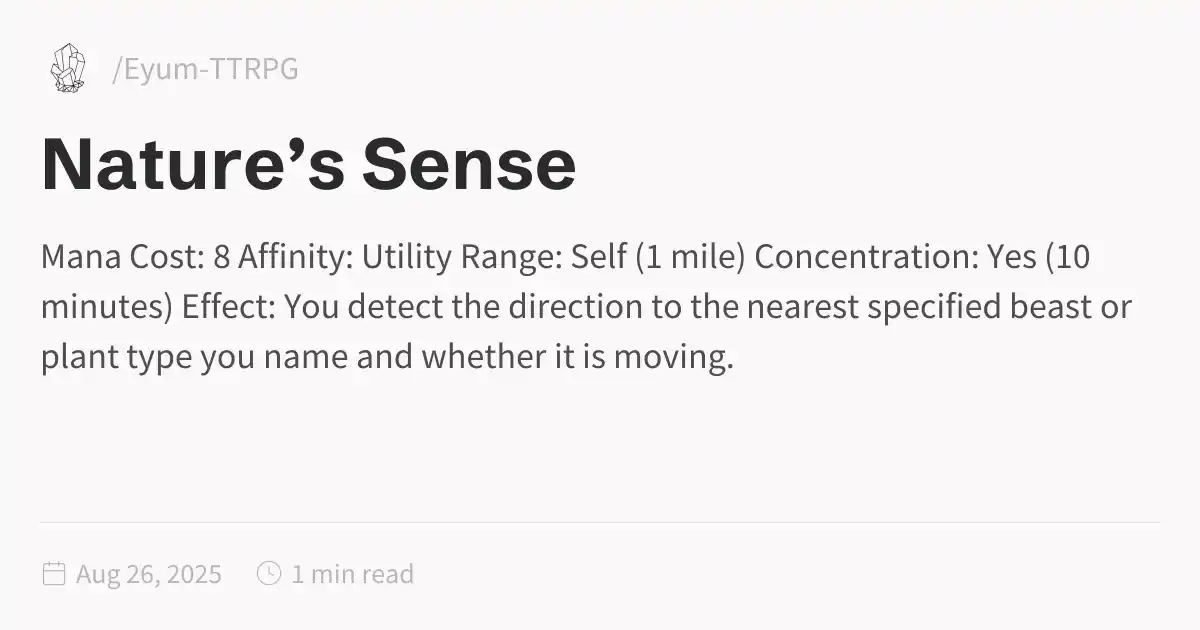 /Eyum-TTRPG
Nature’s Sense
Mana Cost: 8 Affinity: Utility Range: Self (1 mile) Concentration: Yes (10
minutes) Effect: You detect the direction to the nearest specified beast or
plant type you name and whether it is moving.
Aug 26, 2025 1 min read